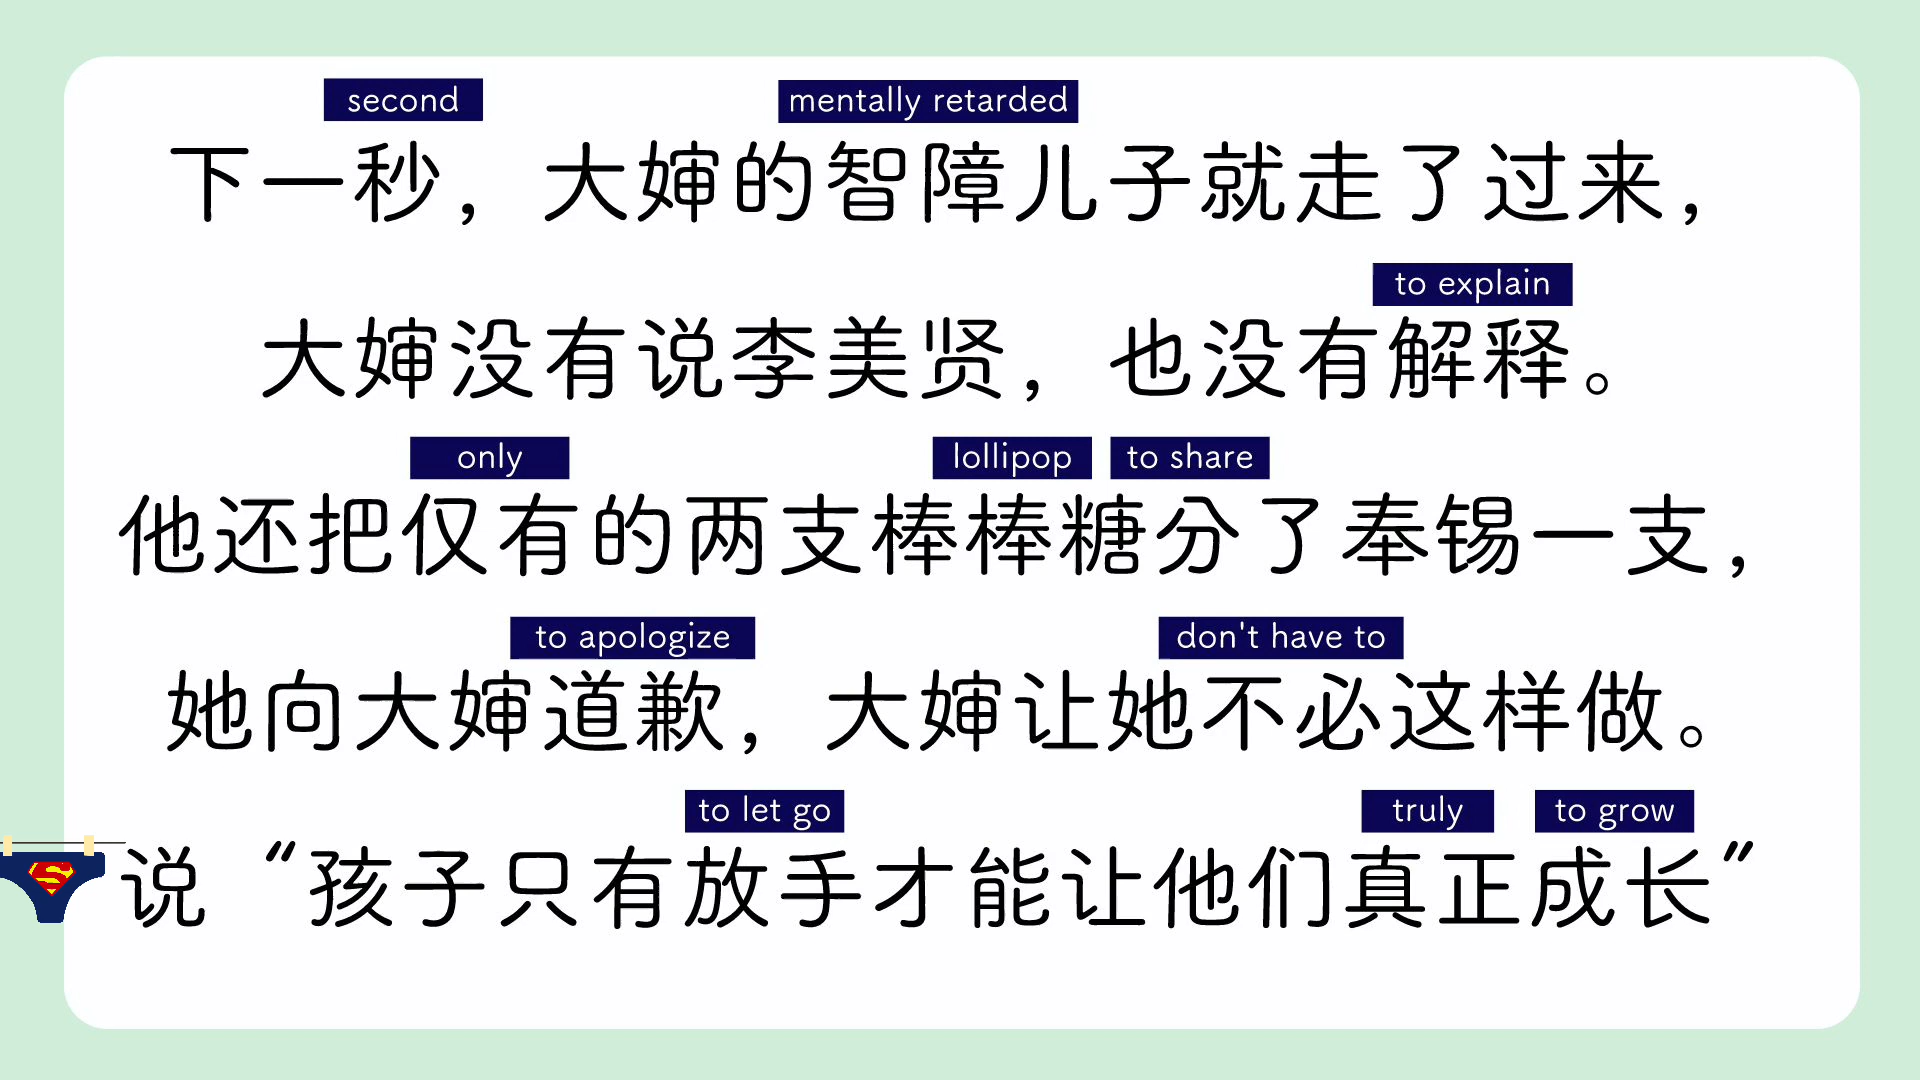 second mentally retarded
下一秒，大婶的智障儿子就走了过来，
to explain
大婶没有说李美贤，也没有解释。
only lollipop to share
他还把仅有的两支棒棒糖分了奉锡一支，
to apologize don't have to
她向大婶道歉，大婶让她不必这样做。
to let go truly to grow
说“孩子只有放手才能让他们真正成长”